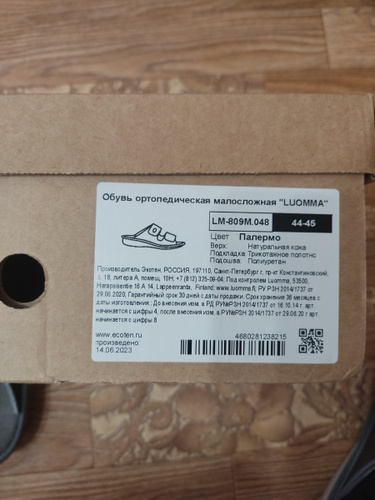 Обувь ортопедическая малосложная "LUOMMA"
LM-809M.048 44-45
Цвет Палермо
Верх: Натуральная кожа
Подкладка: Трикотажное полотно
Подошва: Полиуретан
Производитель Экотен, РОССИЯ, 197110, Санкт-Петербург г, пр-кт Константиновский,
д. 18, литера А, помещ. 10Н, +7 (812) 325-06-04. Под контролем Luomma, 53500,
16 A 14, Lappeenranta, Finland, www.luomma.fi, РУ РЗН 2014/1737 от
29.06.2020, Гарантийный срок 30 дней с даты продажи. Срок хранения 36 месяцев с
даты изготовления. До внесения изм. в РУ №РЗН 2014/1737 от 16.10.14 г. арт.
начинается с цифры 4, после внесения изм. в РУ№РЗН 2014/1737 от 29.06.20 г арт.
начинается с цифры 8
www.ecoten.ru
произведено:
14.06.2023
4680281238215